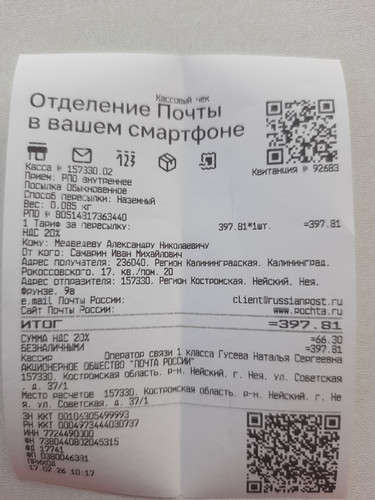 Кассовый чек
Отделение Почты
в вашем смартфоне
Касса № 157330.02
Квитанция № 92683
Прием: РПО внутреннее
Посылка Обыкновенное
Способ пересылки: Наземный
Вес: 0.085 кг
РПО № 80514817363440
1 Тариф за пересылку: 397.81*1шт. =397.81
НДС 20%
Кому: Медведеву Александру Николаевичу
От кого: Самарин Иван Михайлович
Адрес получателя: 236040, Регион Калининградская, Калининград,
Рокоссовского, 17, кв./пом. 20
Адрес отправителя: 157330, Регион Костромская, Нейский, Нея,
Фрунзе, 9а
e.mail Почты России: client@russianpost.ru
Сайт Почты России: www.pochta.ru
ИТОГ =397.81
СУММА НДС 20% =66.30
БЕЗНАЛИЧНЫМИ =397.81
Кассир Оператор связи 1 класса Гусева Наталья Сергеевна
АКЦИОНЕРНОЕ ОБЩЕСТВО "ПОЧТА РОССИИ"
157330, Костромская область, р-н. Нейский, г. Нея, ул. Советская
, д. 37/1
Место расчетов 157330, Костромская область, р-н. Нейский, г. Не
я, ул. Советская, д. 37/1
ЗН ККТ 00106305499993
РН ККТ 0004973444030737
ИНН 7724490000
ФН 7380440802045315
ФД 17741
ФП 0380046331
ПРИХОД
17.02.26 10:17